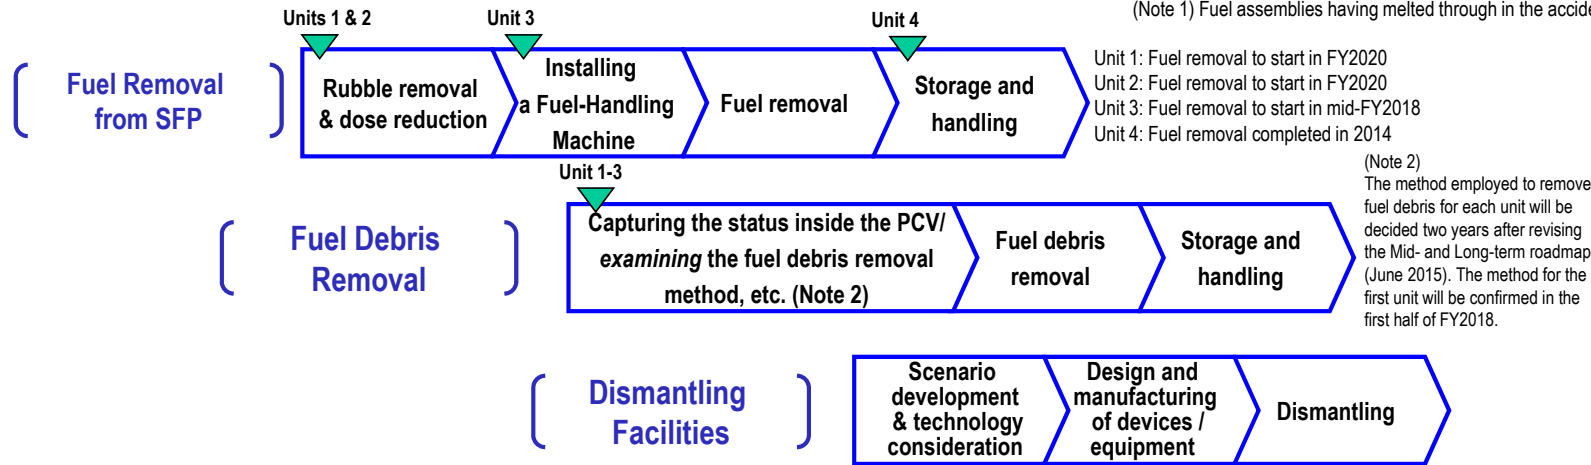 (Note 1) Fuel assemblies having melted through in the
Units 1 & 2
Unit 3
Unit 4
Fuel Removal
from SFP
Rubble removal
& dose reduction
Installing
a Fuel-Handling
Machine
Fuel removal
Storage and
handling
Unit 1: Fuel removal to start in FY2020
Unit 2: Fuel removal to start in FY2020
Unit 3: Fuel removal to start in mid-FY2018
Unit 4: Fuel removal completed in 2014
Unit 1-3
Fuel Debris
Removal
Capturing the status inside the PCV/
examining the fuel debris removal
method, etc. (Note 2)
Fuel debris
removal
Storage and
handling
(Note 2)
The method employed to remove
fuel debris for each unit will be
decided two years after revising
the Mid- and Long-term roadmap
(June 2015). The method for the
first unit will be confirmed in the
first half of FY2018.
Dismantling
Facilities
Scenario
development
& technology
consideration
Design and
manufacturing
of devices /
equipment
Dismantling